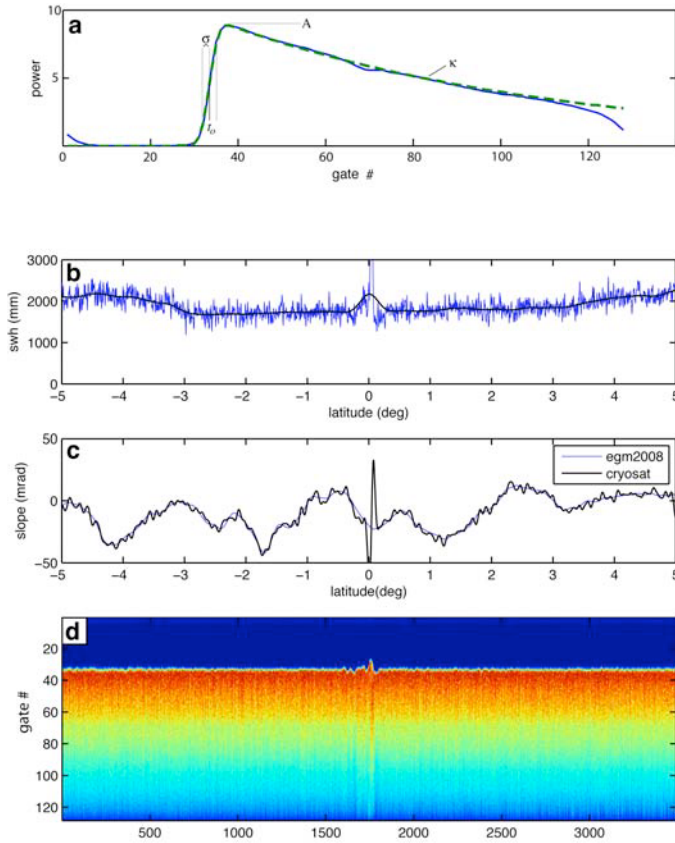 a
10
5
0
power
σ
A
κ
t₀
0 20 40 60 80 100 120
gate #
b
3000
2000
1000
0
swh (mm)
−5 −4 −3 −2 −1 0 1 2 3 4 5
latitude (deg)
c
50
0
−50
slope (mrad)
egm2008
cryosat
−5 −4 −3 −2 −1 0 1 2 3 4 5
latitude(deg)
d
20
40
60
80
100
120
gate #
500 1000 1500 2000 2500 3000